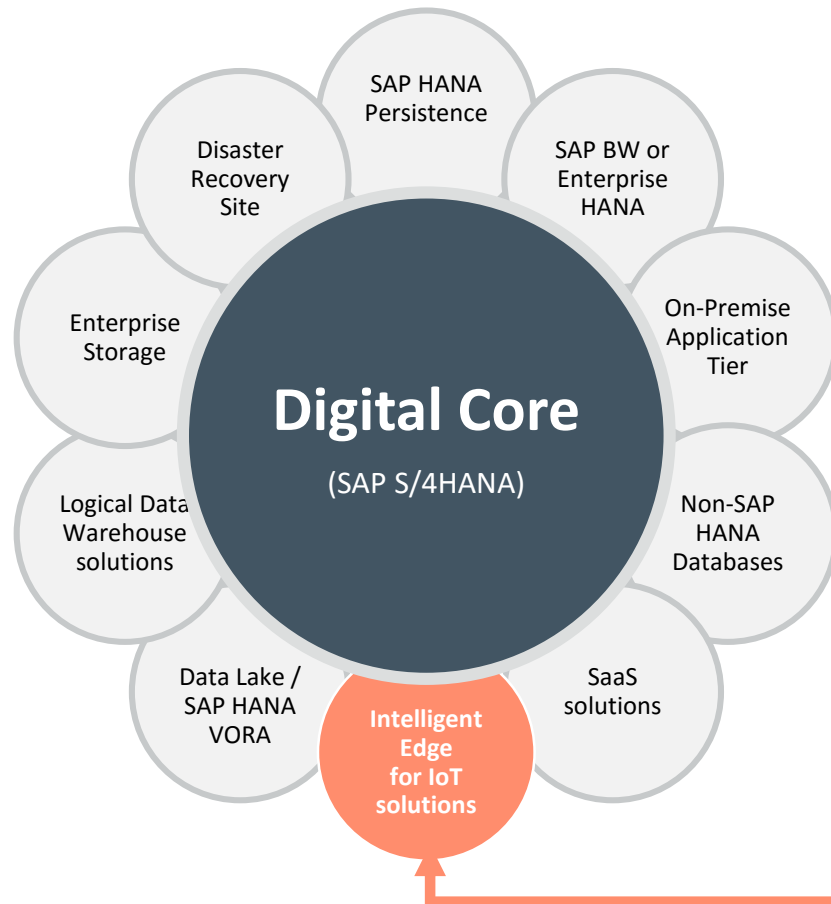 SAP HANA
Persistence
SAP BW or
Enterprise
HANA
On-Premise
Application
Tier
Non-SAP
HANA
Databases
SaaS
solutions
Intelligent
Edge
for IoT
solutions
Data Lake /
SAP HANA
VORA
Logical Data
Warehouse
solutions
Enterprise
Storage
Disaster
Recovery
Site
Digital Core
(SAP S/4HANA)